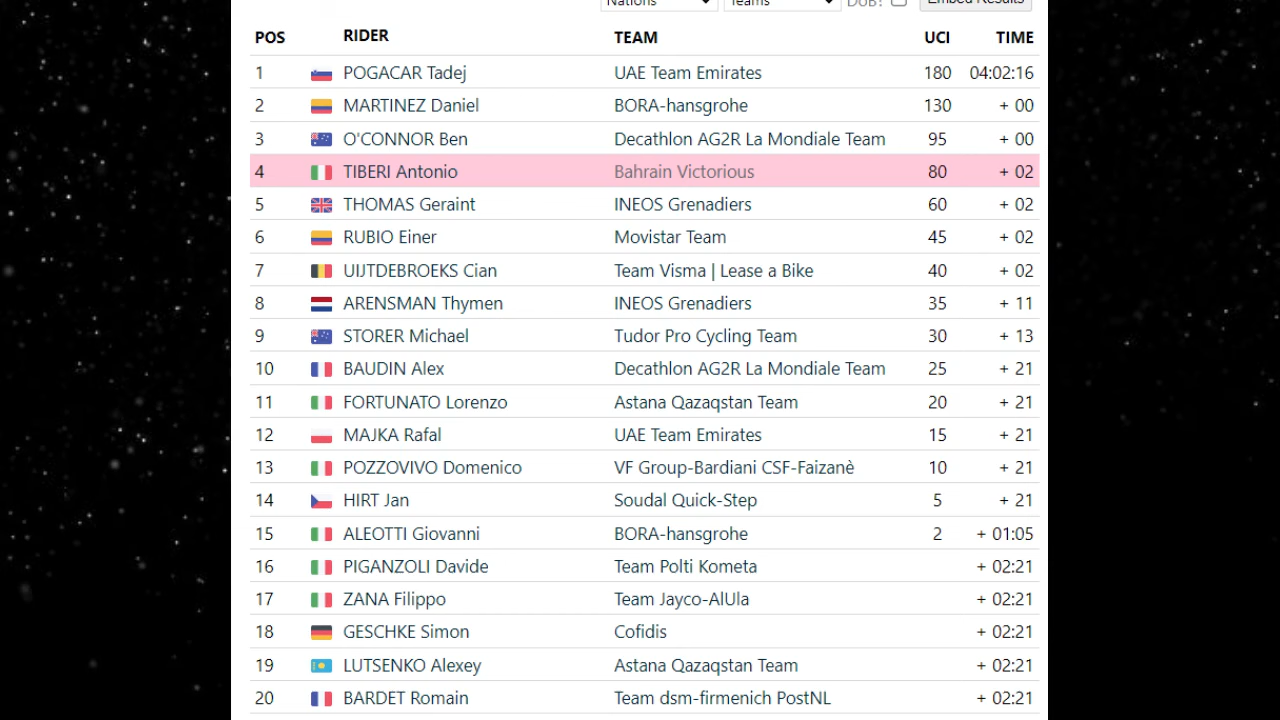 Nations Teams DUB? Embed Results
POS RIDER TEAM UCI TIME
1 POGACAR Tadej UAE Team Emirates 180 04:02:16
2 MARTINEZ Daniel BORA-hansgrohe 130 + 00
3 O'CONNOR Ben Decathlon AG2R La Mondiale Team 95 + 00
4 TIBERI Antonio Bahrain Victorious 80 + 02
5 THOMAS Geraint INEOS Grenadiers 60 + 02
6 RUBIO Einer Movistar Team 45 + 02
7 UIJTDEBROEKS Cian Team Visma | Lease a Bike 40 + 02
8 ARENSMAN Thymen INEOS Grenadiers 35 + 11
9 STORER Michael Tudor Pro Cycling Team 30 + 13
10 BAUDIN Alex Decathlon AG2R La Mondiale Team 25 + 21
11 FORTUNATO Lorenzo Astana Qazaqstan Team 20 + 21
12 MAJKA Rafal UAE Team Emirates 15 + 21
13 POZZOVIVO Domenico VF Group-Bardiani CSF-Faizanè 10 + 21
14 HIRT Jan Soudal Quick-Step 5 + 21
15 ALEOTTI Giovanni BORA-hansgrohe 2 + 01:05
16 PIGANZOLI Davide Team Polti Kometa + 02:21
17 ZANA Filippo Team Jayco-AlUla + 02:21
18 GESCHKE Simon Cofidis + 02:21
19 LUTSENKO Alexey Astana Qazaqstan Team + 02:21
20 BARDET Romain Team dsm-firmenich PostNL + 02:21